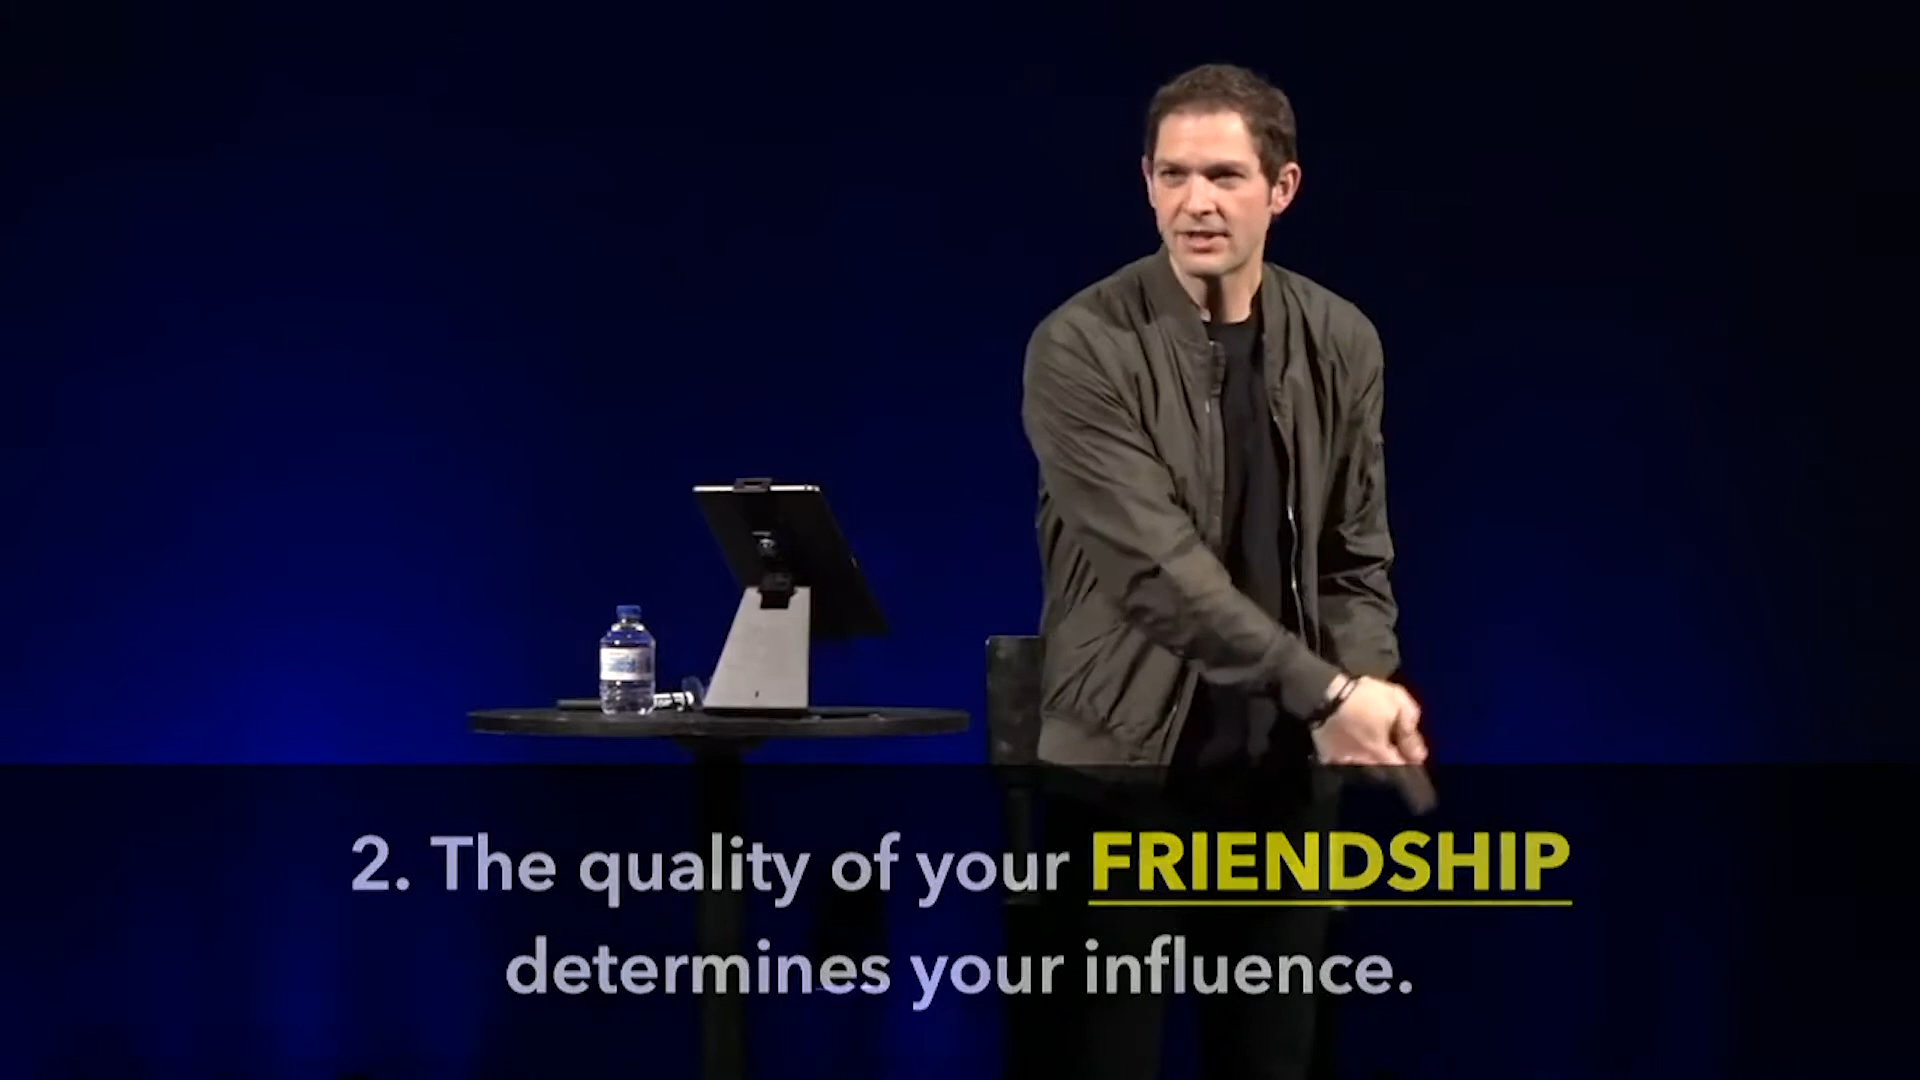 2. The quality of your FRIENDSHIP
determines your influence.